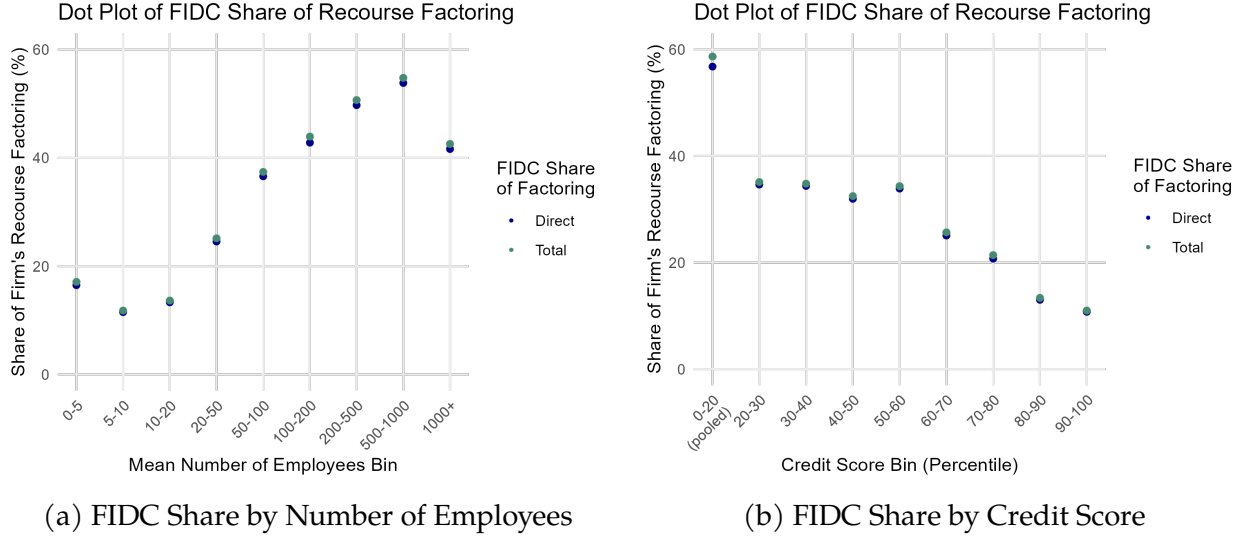 Dot Plot of FIDC Share of Recourse Factoring
Share of Firm's Recourse Factoring (%)
60
40
20
0
0-5
5-10
10-20
20-50
50-100
100-200
200-500
500-1000
1000+
Mean Number of Employees Bin
FIDC Share
of Factoring
Direct
Total
(a) FIDC Share by Number of Employees
Dot Plot of FIDC Share of Recourse Factoring
Share of Firm's Recourse Factoring (%)
60
40
20
0
0-20
(pooled)
20-30
30-40
40-50
50-60
60-70
70-80
80-90
90-100
Credit Score Bin (Percentile)
FIDC Share
of Factoring
Direct
Total
(b) FIDC Share by Credit Score